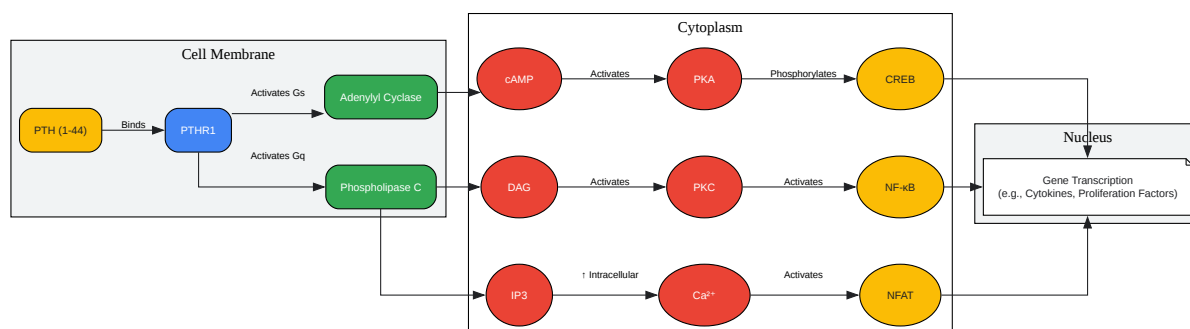 Cell Membrane
PTH (1-44)
Binds
PTHR1
Activates Gs
Activates Gq
Adenylyl Cyclase
Phospholipase C
Cytoplasm
cAMP
Activates
PKA
Phosphorylates
CREB
DAG
Activates
PKC
Activates
NF-κB
IP3
↑ Intracellular
Ca²⁺
Activates
NFAT
Nucleus
Gene Transcription
(e.g., Cytokines, Proliferation Factors)